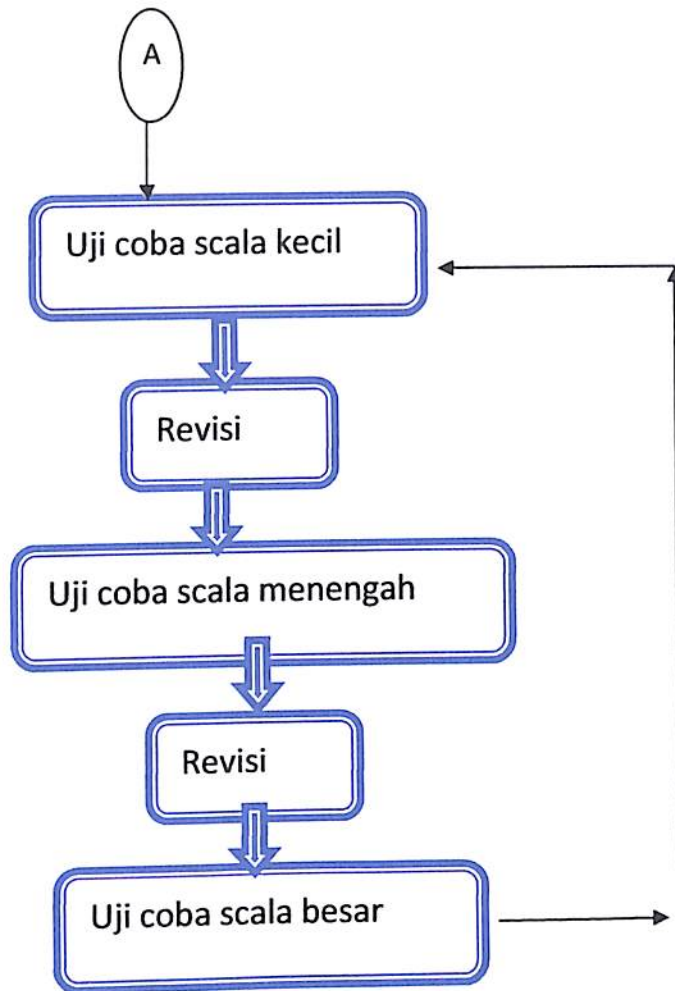 A
Uji coba scala kecil
Revisi
Uji coba scala menengah
Revisi
Uji coba scala besar